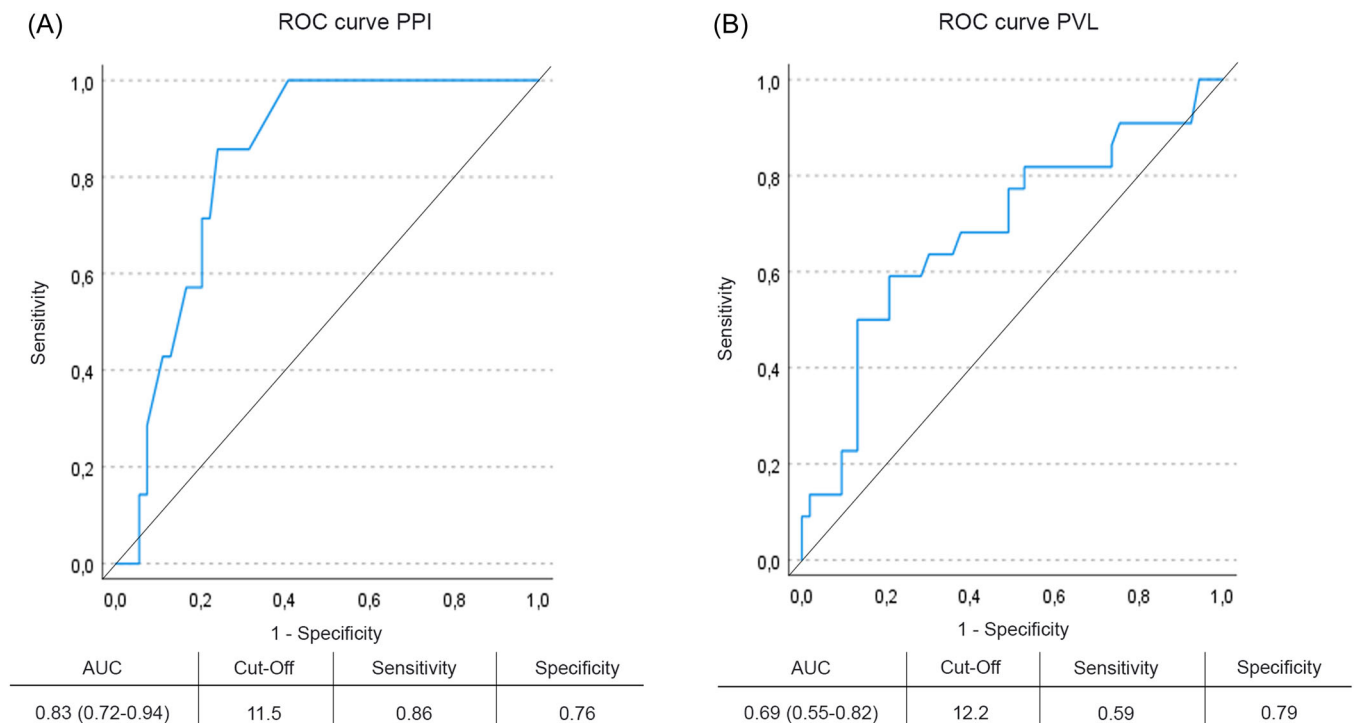 (A) ROC curve PPI
1,0
0,8
0,6
0,4
0,2
0,0
Sensitivity
0,0 0,2 0,4 0,6 0,8 1,0
1 - Specificity
AUC Cut-Off Sensitivity Specificity
0.83 (0.72-0.94) 11.5 0.86 0.76
(B) ROC curve PVL
1,0
0,8
0,6
0,4
0,2
0,0
Sensitivity
0,0 0,2 0,4 0,6 0,8 1,0
1 - Specificity
AUC Cut-Off Sensitivity Specificity
0.69 (0.55-0.82) 12.2 0.59 0.79